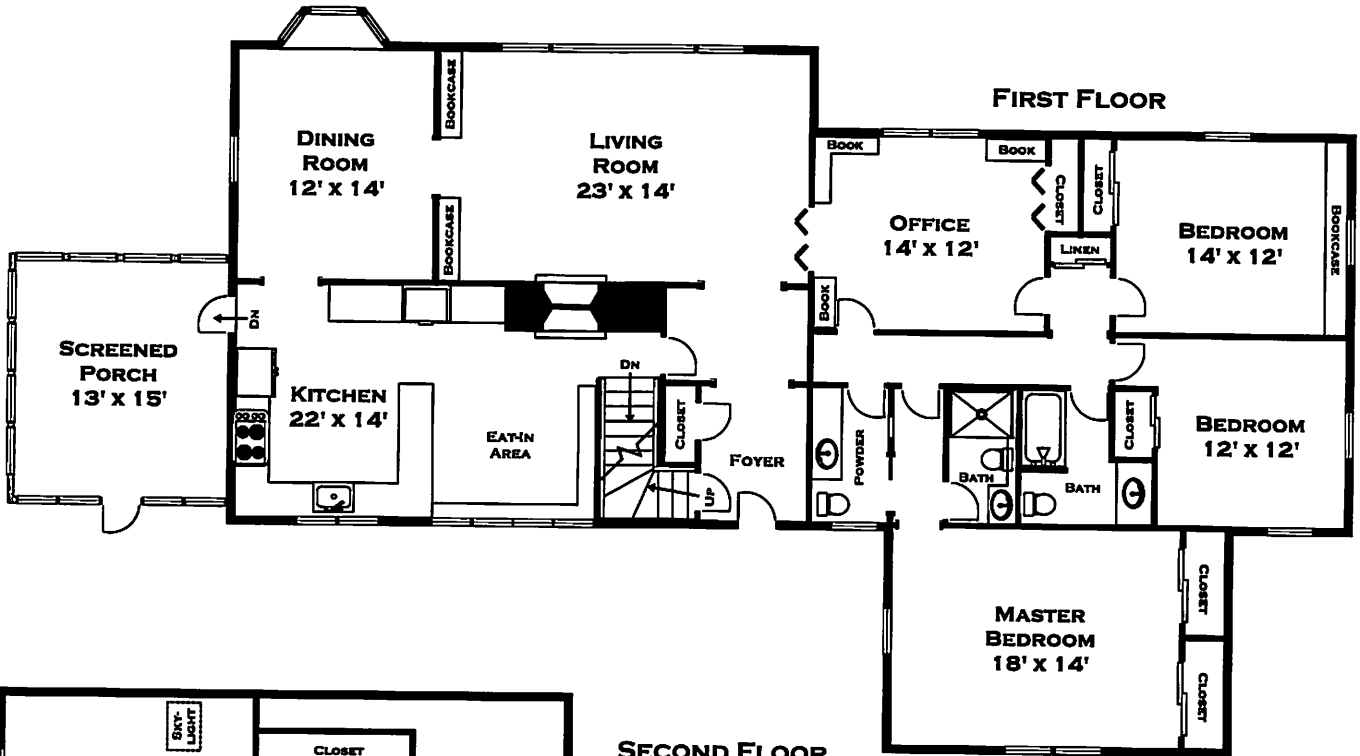 FIRST FLOOR
BOOKCASE
DINING
ROOM
12' X 14'
LIVING
ROOM
23' X 14'
BOOKCASE
BOOK
BOOK
CLOSET
CLOSET
OFFICE
14' X 12'
LINEN
BEDROOM
14' X 12'
BOOKCASE
BOOK
DN
SCREENED
PORCH
13' X 15'
KITCHEN
22' X 14'
EAT-IN
AREA
DN
CLOSET
FOYER
UP
POWDER
BATH
BATH
CLOSET
BEDROOM
12' X 12'
MASTER
BEDROOM
18' X 14'
CLOSET
CLOSET
SKY-
LIGHT
CLOSET
SECOND FLOOR